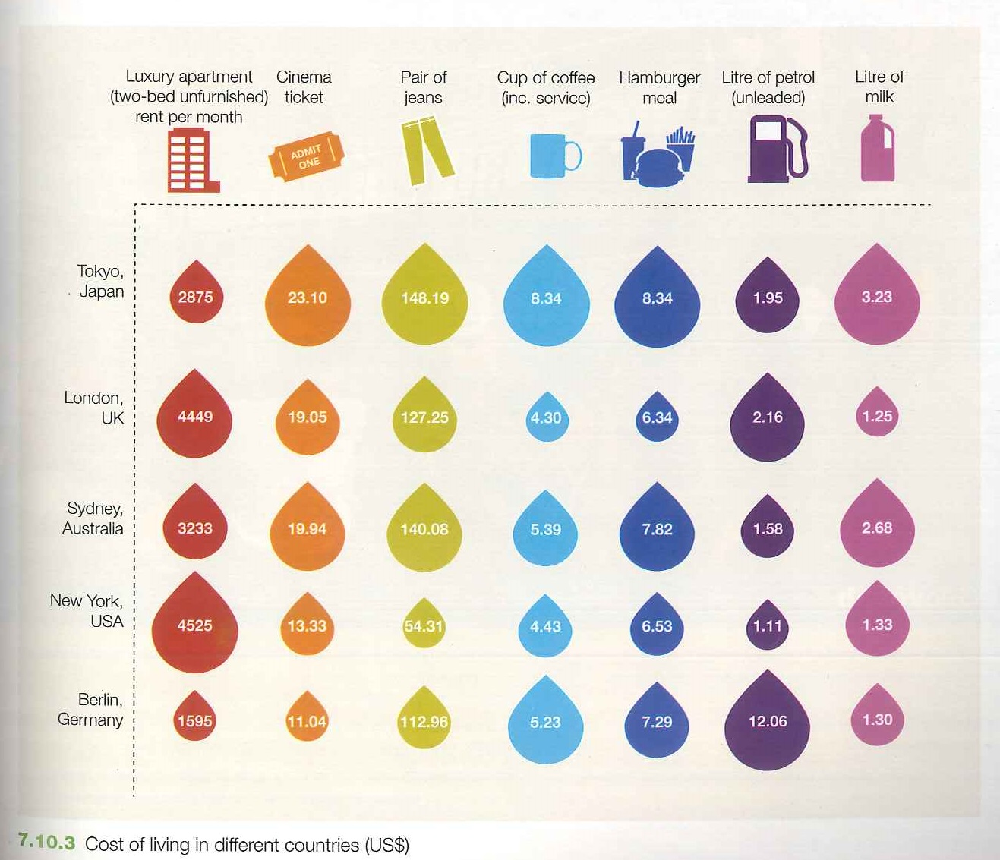 Luxury apartment
(two-bed unfurnished)
rent per month
Cinema
ticket
Pair of
jeans
Cup of coffee
(inc. service)
Hamburger
meal
Litre of petrol
(unleaded)
Litre of
milk
ADMIT
ONE
Tokyo,
Japan
2875 23.10 148.19 8.34 8.34 1.95 3.23
London,
UK
4449 19.05 127.25 4.30 6.34 2.16 1.25
Sydney,
Australia
3233 19.94 140.08 5.39 7.82 1.58 2.68
New York,
USA
4525 13.33 54.31 4.43 6.53 1.11 1.33
Berlin,
Germany
1595 11.04 112.96 5.23 7.29 12.06 1.30
7.10.3 Cost of living in different countries (US$)